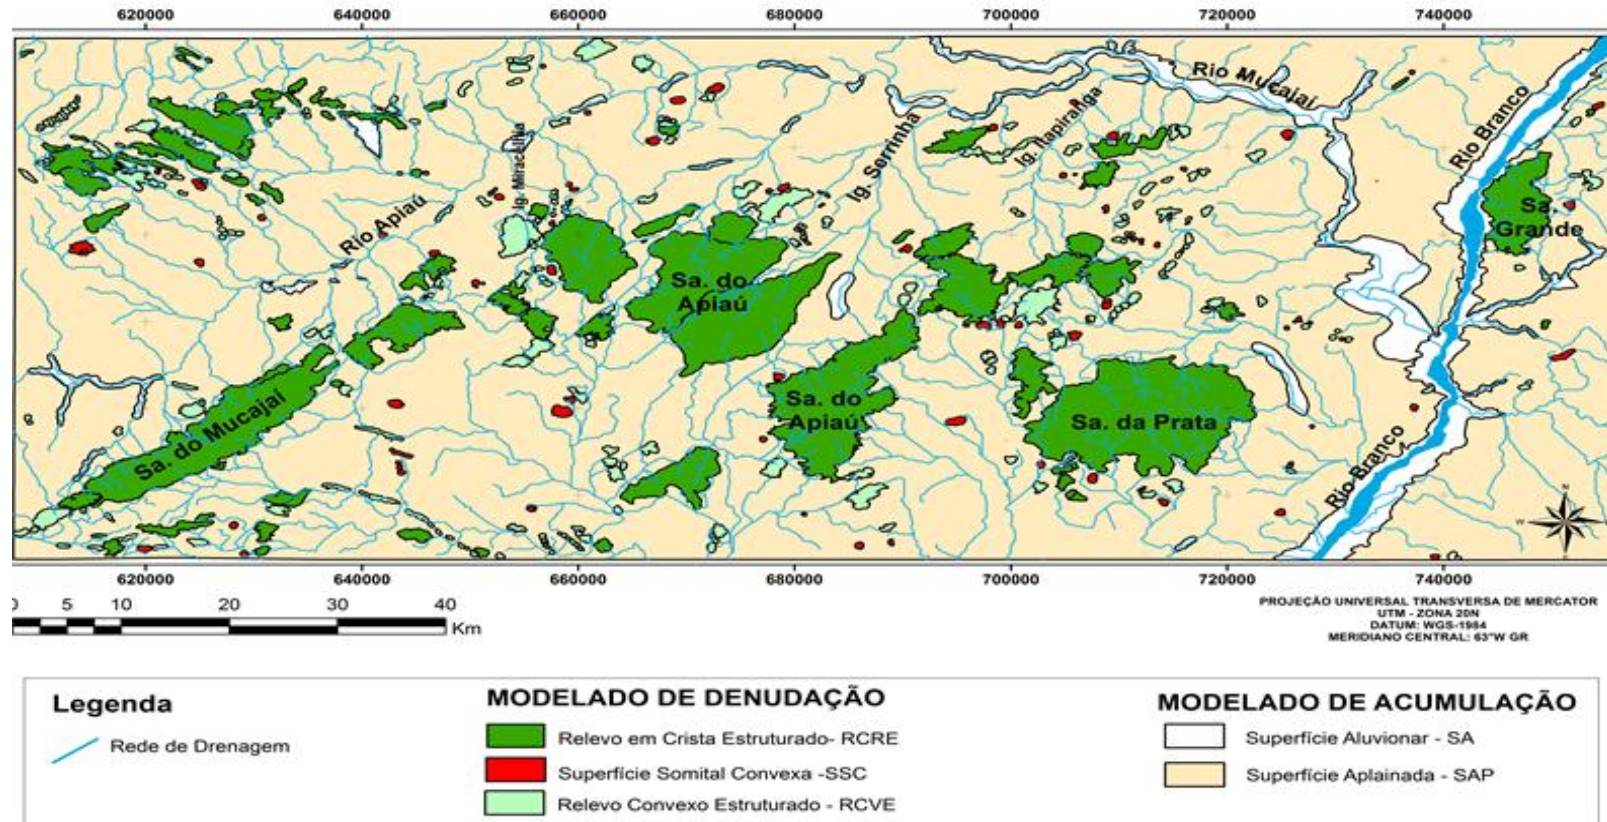 620000 640000 660000 680000 700000 720000 740000
Rio Mucajaí
Rio Branco
Ig. Itapiranga
Ig. Serrinha
Rio Apiaú
Sa.
Grande
Sa. do
Apiaú
Sa. do Mucajaí
Sa. do
Apiaú
Sa. da Prata
Rio Branco
N
W
620000 640000 660000 680000 700000 720000 740000
0 5 10 20 30 40
Km
PROJEÇÃO UNIVERSAL TRANSVERSA DE MERCATOR
UTM - ZONA 20N
DATUM: WGS-1984
MERIDIANO CENTRAL: 63°W GR
Legenda
Rede de Drenagem
MODELADO DE DENUDAÇÃO
Relevo em Crista Estruturado- RCRE
Superfície Somital Convexa -SSC
Relevo Convexo Estruturado - RCVE
MODELADO DE ACUMULAÇÃO
Superfície Aluvionar - SA
Superfície Aplainada - SAP